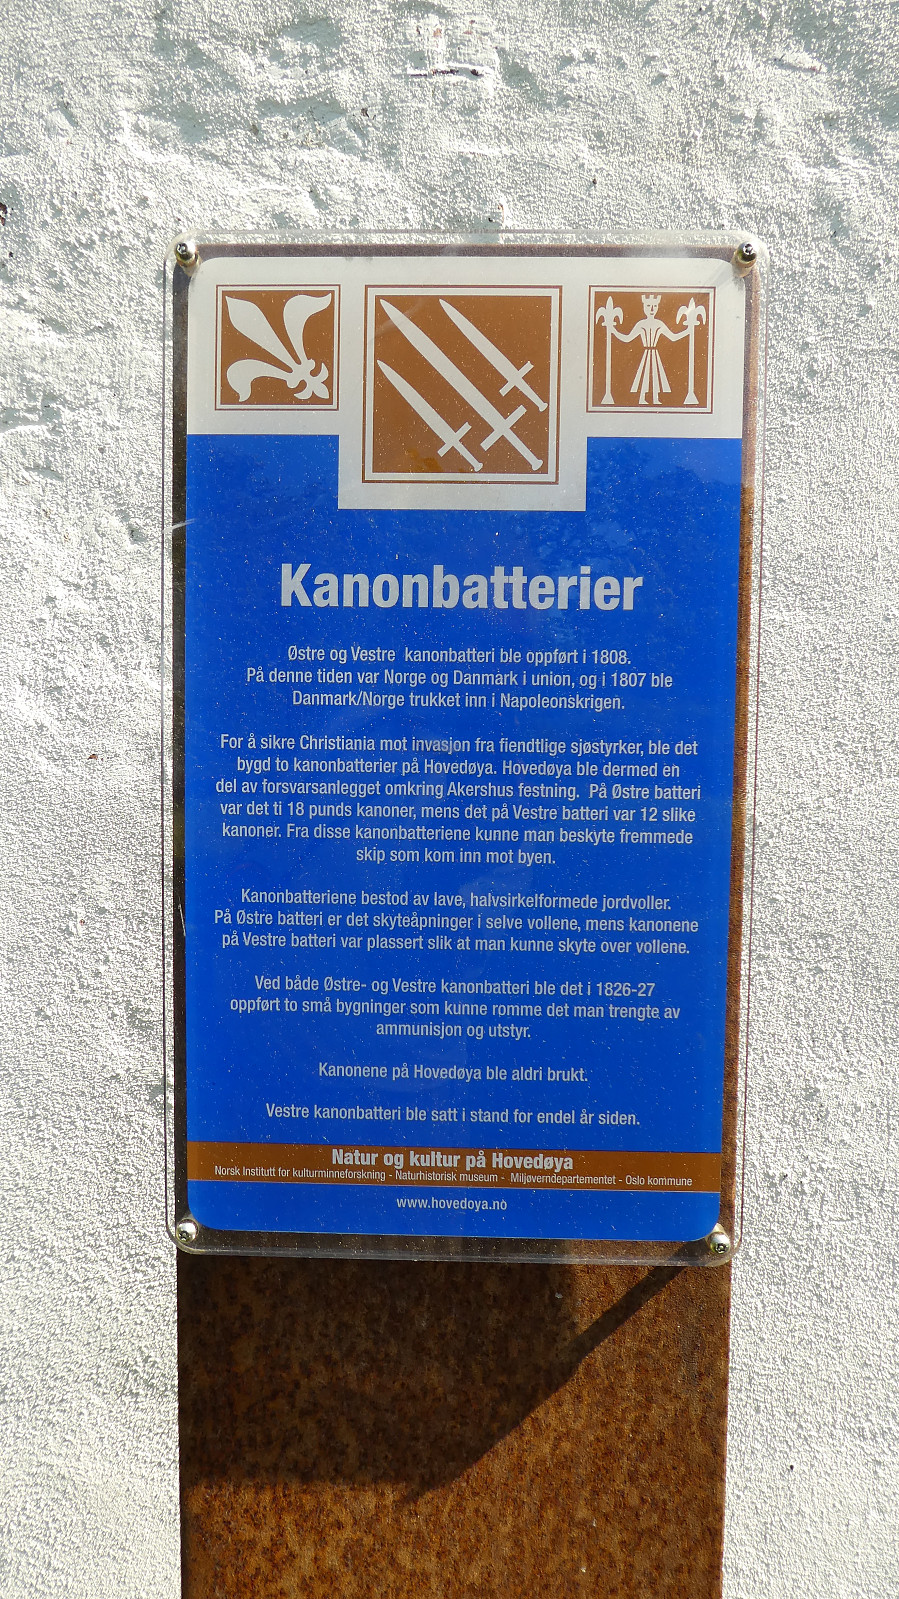 Kanonbatterier
Østre og Vestre kanonbatteri ble oppført i 1808.
På denne tiden var Norge og Danmark i union, og i 1807 ble
Danmark/Norge trukket inn i Napoleonskrigen.
For å sikre Christiania mot invasjon fra fiendtlige sjøstyrker, ble det
bygd to kanonbatterier på Hovedøya. Hovedøya ble dermed en
del av forsvarsanlegget omkring Akershus festning. På Østre batteri
var det ti 18 punds kanoner, mens det på Vestre batteri var 12 slike
kanoner. Fra disse kanonbatteriene kunne man beskyte fremmede
skip som kom inn mot byen.
Kanonbatteriene bestod av lave, halvsirkelformede jordvoller.
På Østre batteri er det skyteåpninger i selve vollene, mens kanonene
på Vestre batteri var plassert slik at man kunne skyte over vollene.
Ved både Østre- og Vestre kanonbatteri ble det i 1826-27
oppført to små bygninger som kunne romme det man trengte av
ammunisjon og utstyr.
Kanonene på Hovedøya ble aldri brukt.
Vestre kanonbatteri ble satt i stand for endel år siden.
Natur og kultur på Hovedøya
Norsk Institutt for kulturminneforskning - Naturhistorisk museum - Miljøverndepartementet - Oslo kommune
www.hovedoya.no